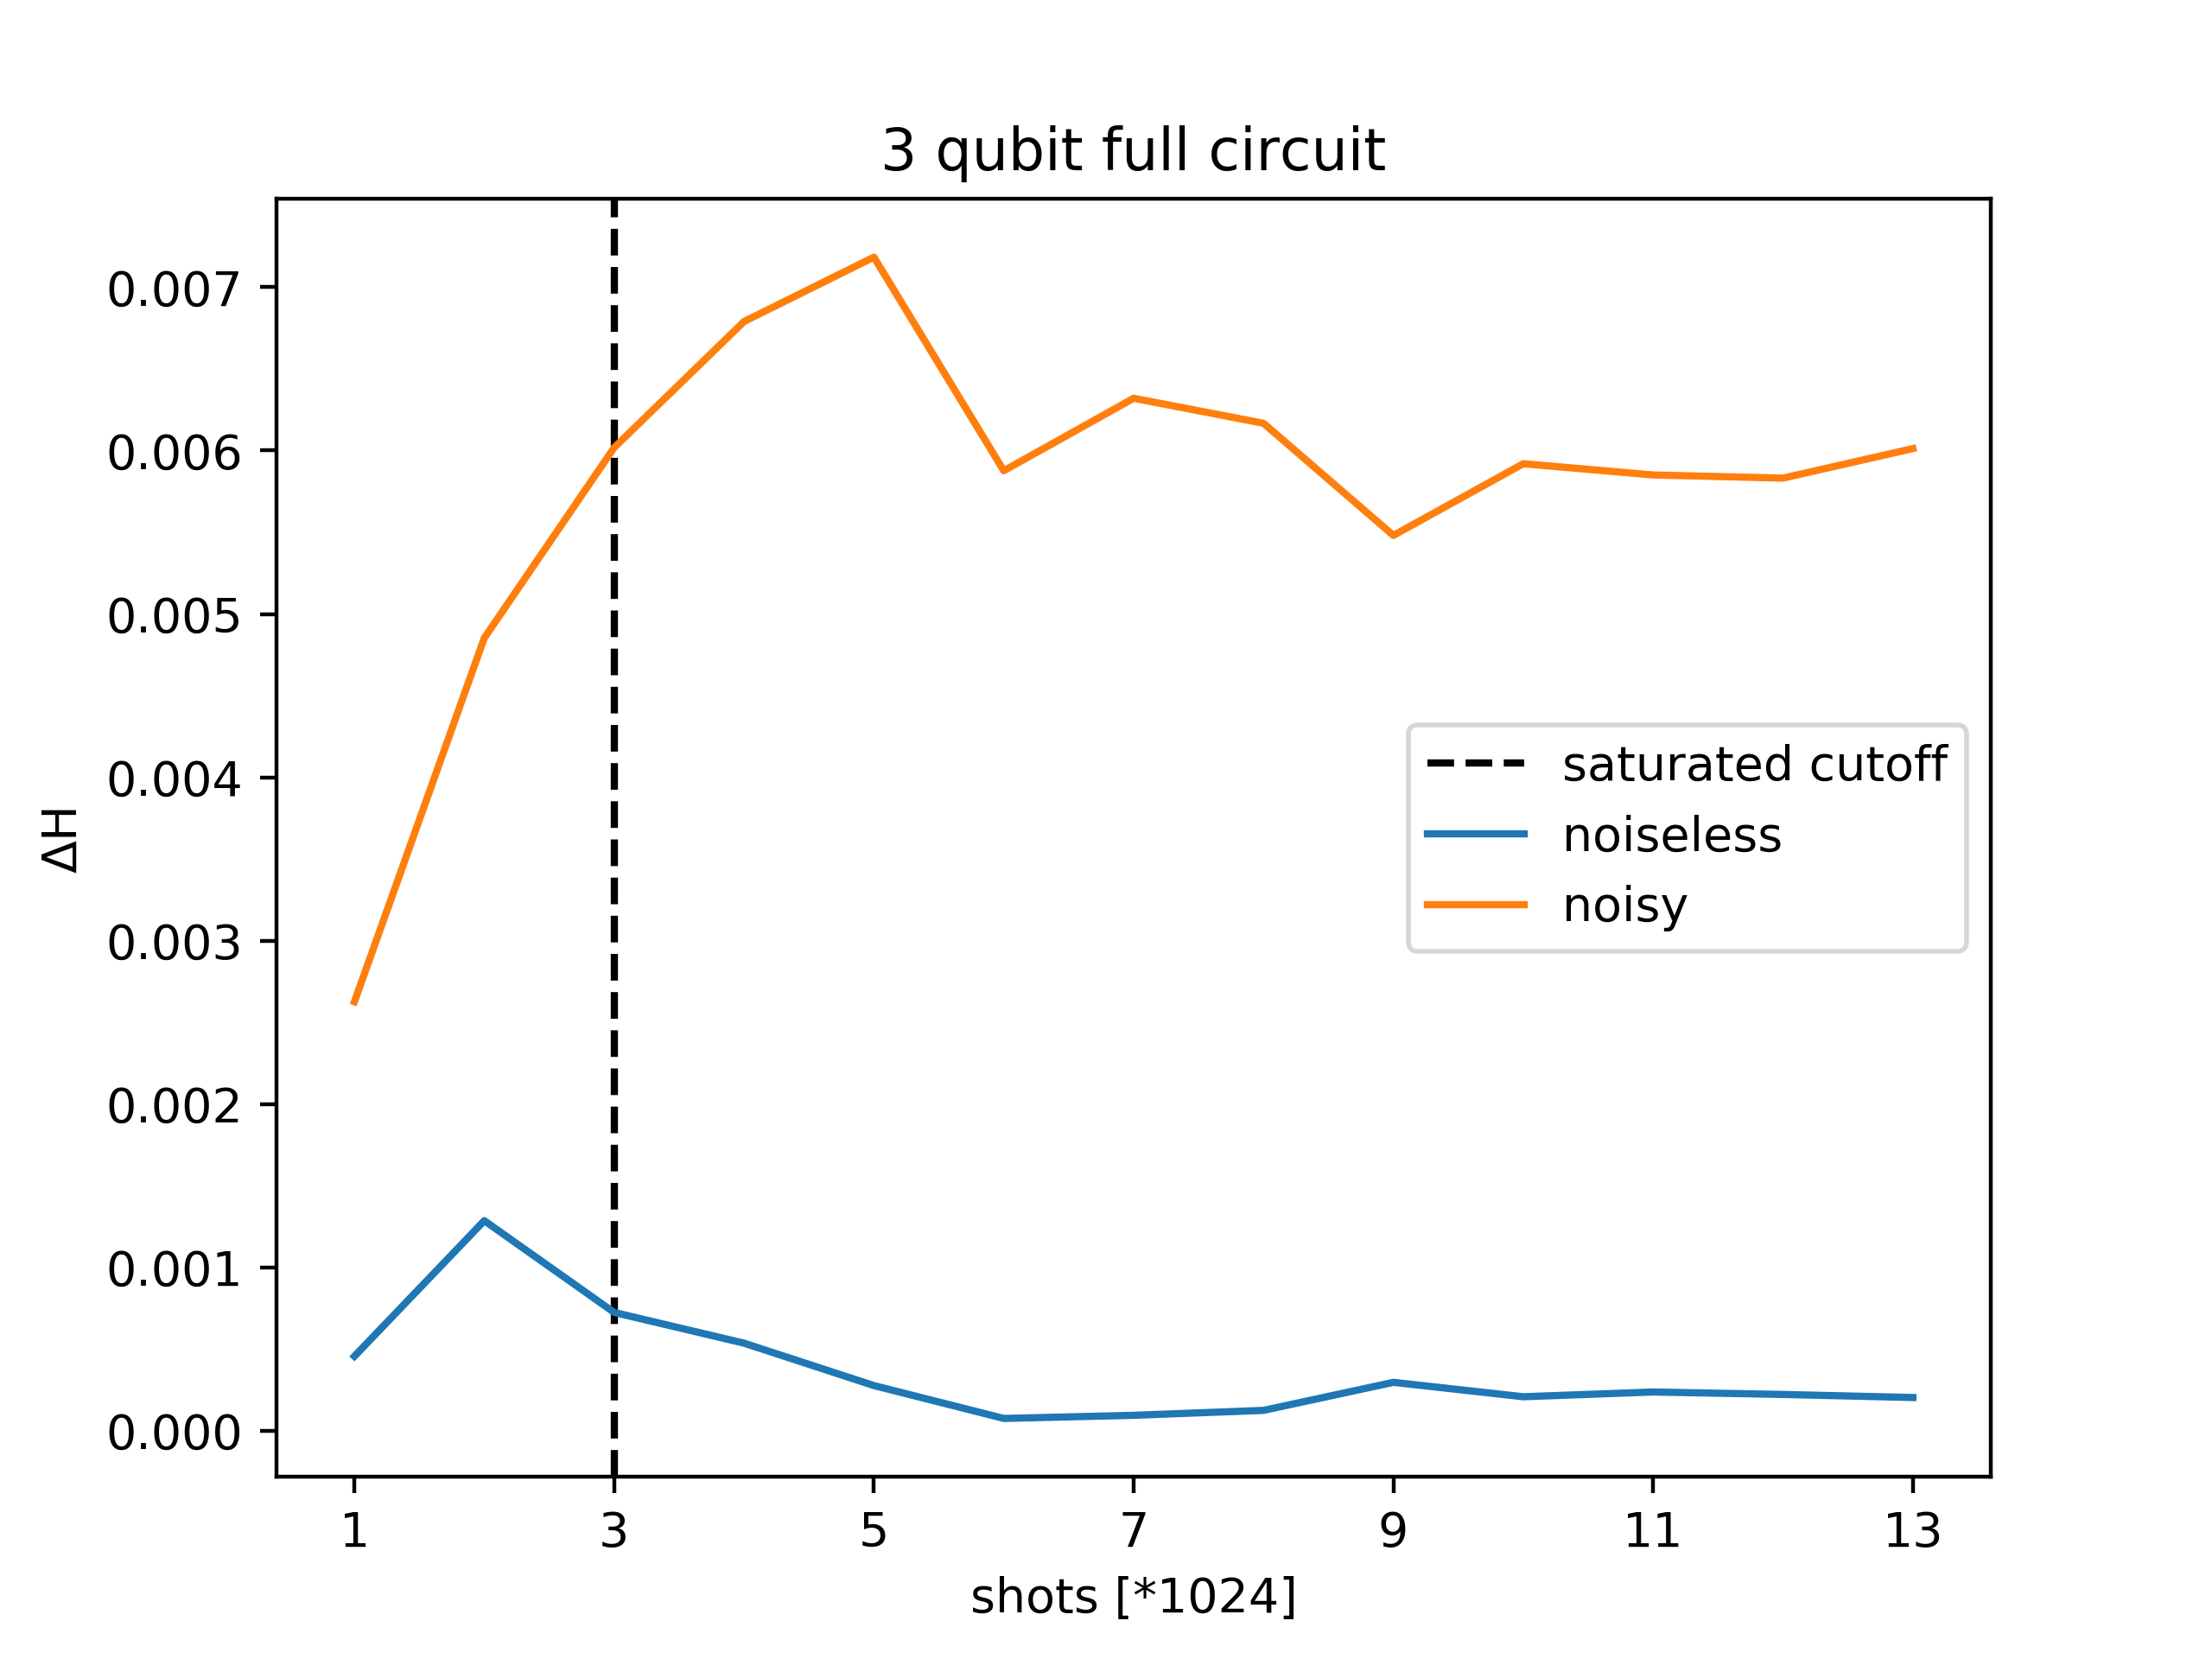 3 qubit full circuit
0.007
0.006
0.005
0.004
0.003
0.002
0.001
0.000
ΔH
saturated cutoff
noiseless
noisy
1 3 5 7 9 11 13
shots [*1024]